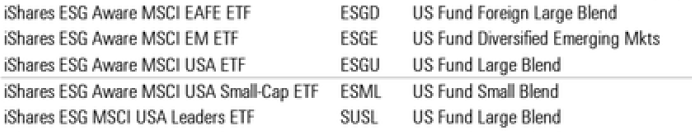 iShares ESG Aware MSCI EAFE ETF ESGD US Fund Foreign Large Blend
iShares ESG Aware MSCI EM ETF ESGE US Fund Diversified Emerging Mkts
iShares ESG Aware MSCI USA ETF ESGU US Fund Large Blend
iShares ESG Aware MSCI USA Small-Cap ETF ESML US Fund Small Blend
iShares ESG MSCI USA Leaders ETF SUSL US Fund Large Blend